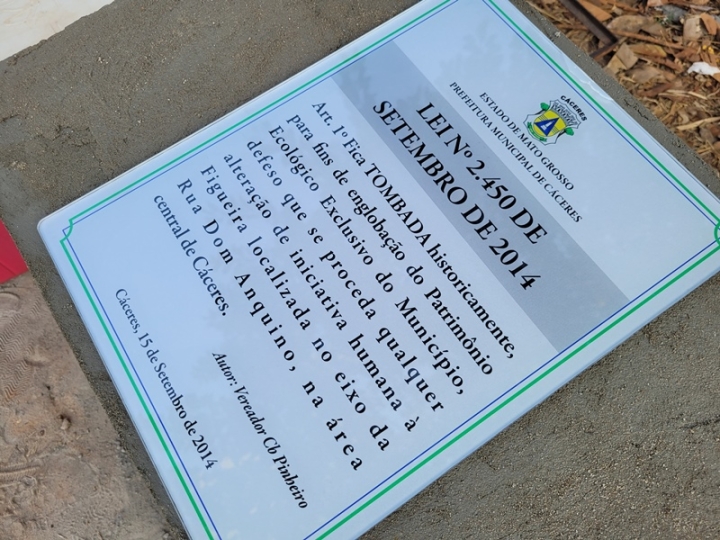 CÁCERES
ESTADO DE MATO GROSSO
PREFEITURA MUNICIPAL DE CÁCERES
LEI Nº 2.450 DE
SETEMBRO DE 2014
Art. 1º Fica TOMBADA historicamente,
para fins de englobação do Patrimônio
Ecológico Exclusivo do Município,
defeso que se proceda qualquer
alteração de iniciativa humana à
Figueira localizada no eixo da
Rua Dom Anquino, na área
central de Cáceres.
Autor: Vereador Cb Pinheiro
Cáceres, 15 de Setembro de 2014